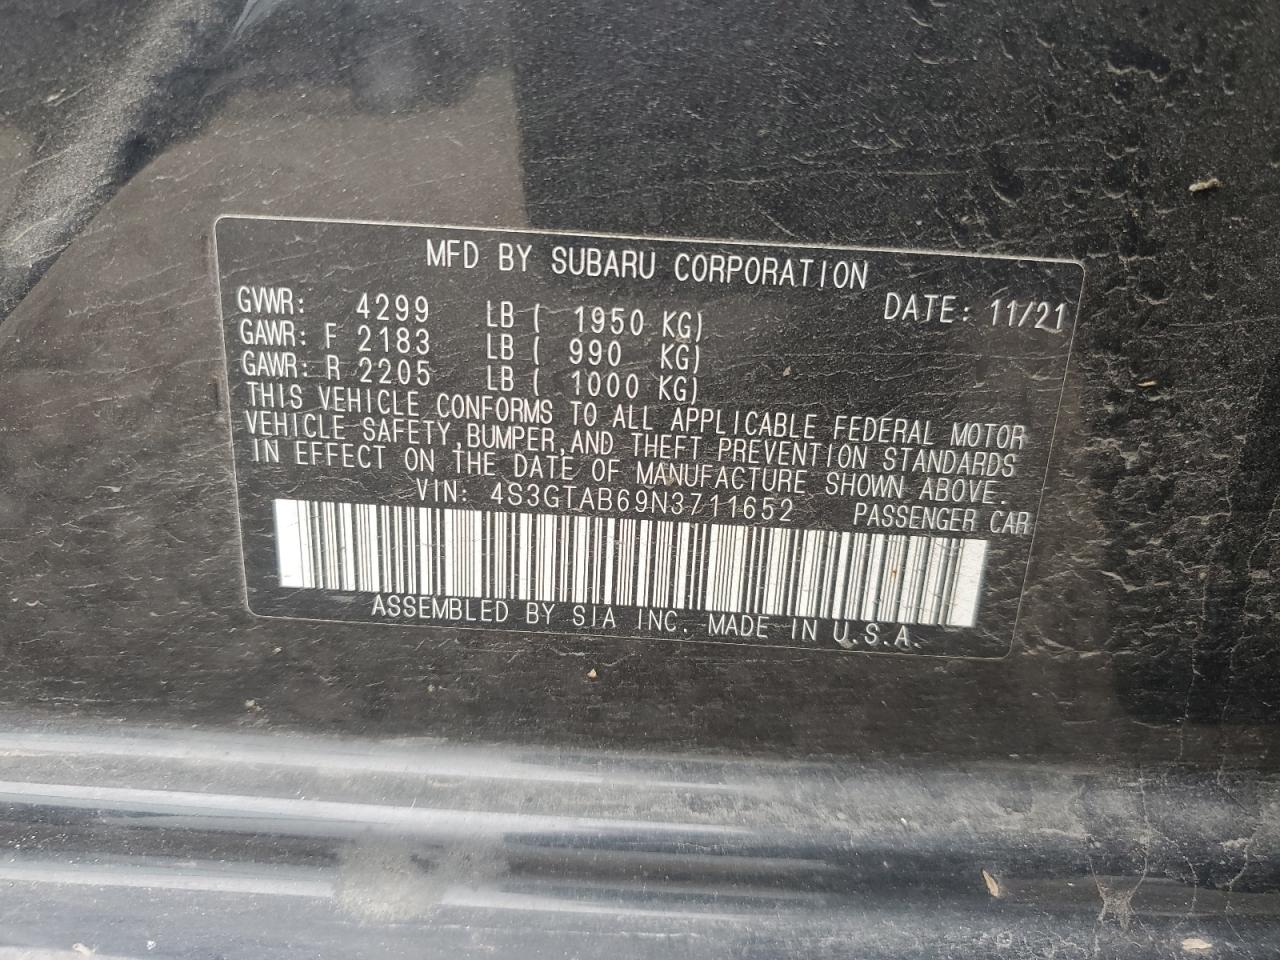 MFD BY SUBARU CORPORATION
GVWR: 4299 LB ( 1950 KG) DATE: 11/21
GAWR: F 2183 LB ( 990 KG)
GAWR: R 2205 LB ( 1000 KG)
THIS VEHICLE CONFORMS TO ALL APPLICABLE FEDERAL MOTOR
VEHICLE SAFETY,BUMPER,AND THEFT PREVENTION STANDARDS
IN EFFECT ON THE DATE OF MANUFACTURE SHOWN ABOVE.
VIN: 4S3GTAB69N3711652 PASSENGER CAR
ASSEMBLED BY SIA INC. MADE IN U.S.A.